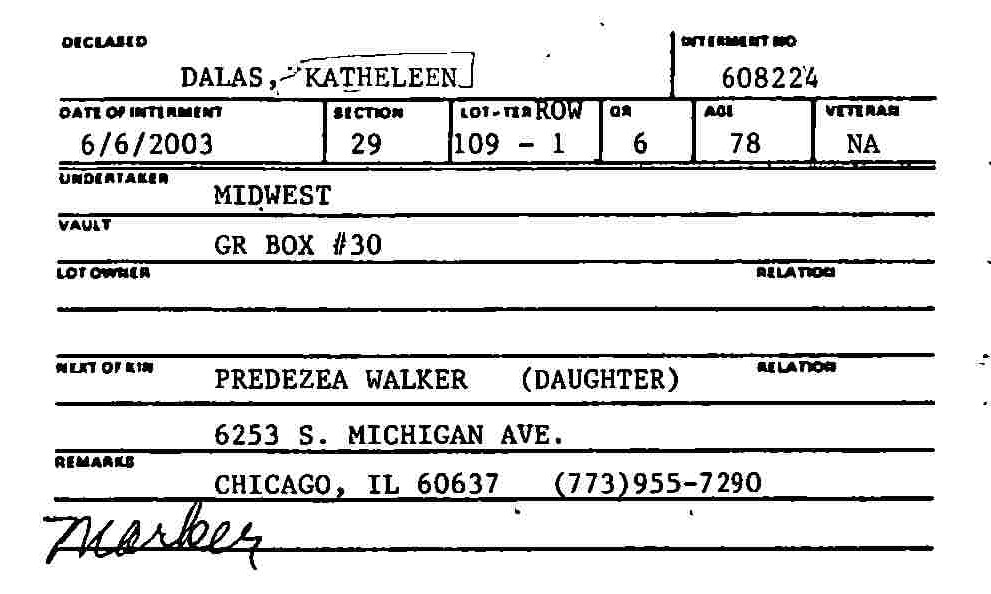 DECEASED INTERMENT NO
DALAS, KATHELEEN 608224
DATE OF INTERMENT SECTION LOT-TER ROW GR AGE VETERAN
6/6/2003 29 109 - 1 6 78 NA
UNDERTAKER
MIDWEST
VAULT
GR BOX #30
LOT OWNER RELATION
NEXT OF KIN RELATION
PREDEZEA WALKER (DAUGHTER)
6253 S. MICHIGAN AVE.
REMARKS
CHICAGO, IL 60637 (773)955-7290
Marker